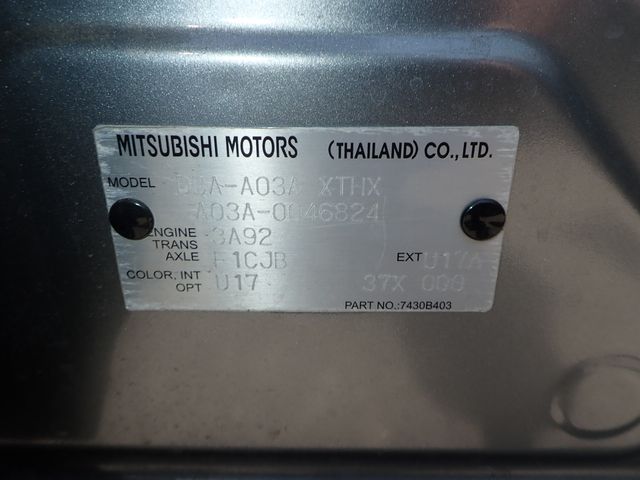 MITSUBISHI MOTORS (THAILAND) CO., LTD.
MODEL DBA-A03A XTHX
A03A-0046824
ENGINE 3A92
TRANS AXLE F1CJB EXT U17A
COLOR, INT U17 37X 000
OPT
PART NO.:7430B403